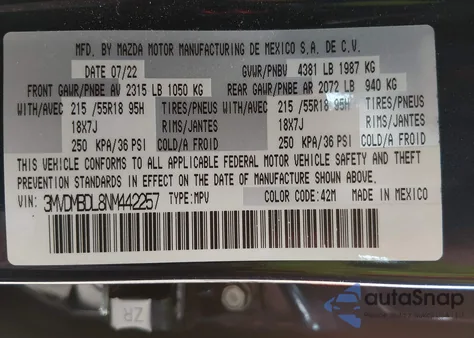 MFD. BY MAZDA MOTOR MANUFACTURING DE MEXICO S.A. DE C.V.
DATE 07/22 GVWR/PNBV 4381 LB 1987 KG
FRONT GAWR/PNBE AV 2315 LB 1050 KG REAR GAWR/PNBE AR 2072 LB 940 KG
WITH/AVEC 215 /55R18 95H TIRES/PNEUS WITH/AVEC 215 /55R18 95H TIRES/PNEUS
18X7J RIMS/JANTES 18X7J RIMS/JANTES
250 KPA/36 PSI COLD/A FROID 250 KPA/36 PSI COLD/A FROID
THIS VEHICLE CONFORMS TO ALL APPLICABLE FEDERAL MOTOR VEHICLE SAFETY AND THEFT
PREVENTION STANDARDS IN EFFECT ON THE DATE OF MANUFACTURE SHOWN ABOVE.
VIN: 3MVDMBDL8NM442257 TYPE:MPV COLOR CODE:42M MADE IN MEXICO
ZR
autoSnap